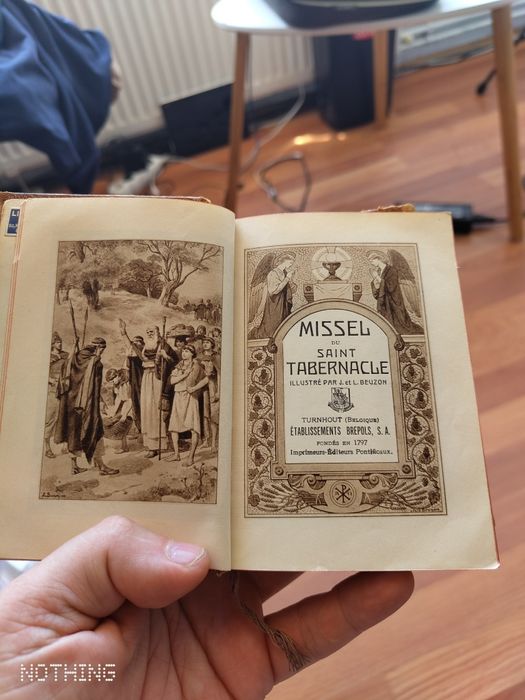 MISSEL
DU
SAINT
TABERNACLE
ILLUSTRÉ PAR J. et L. BEUZON
TURNHOUT (BELGIQUE)
ÉTABLISSEMENTS BREPOLS, S. A.
FONDÉS EN 1797
Imprimeurs-Éditeurs Pontificaux.
NOTHING